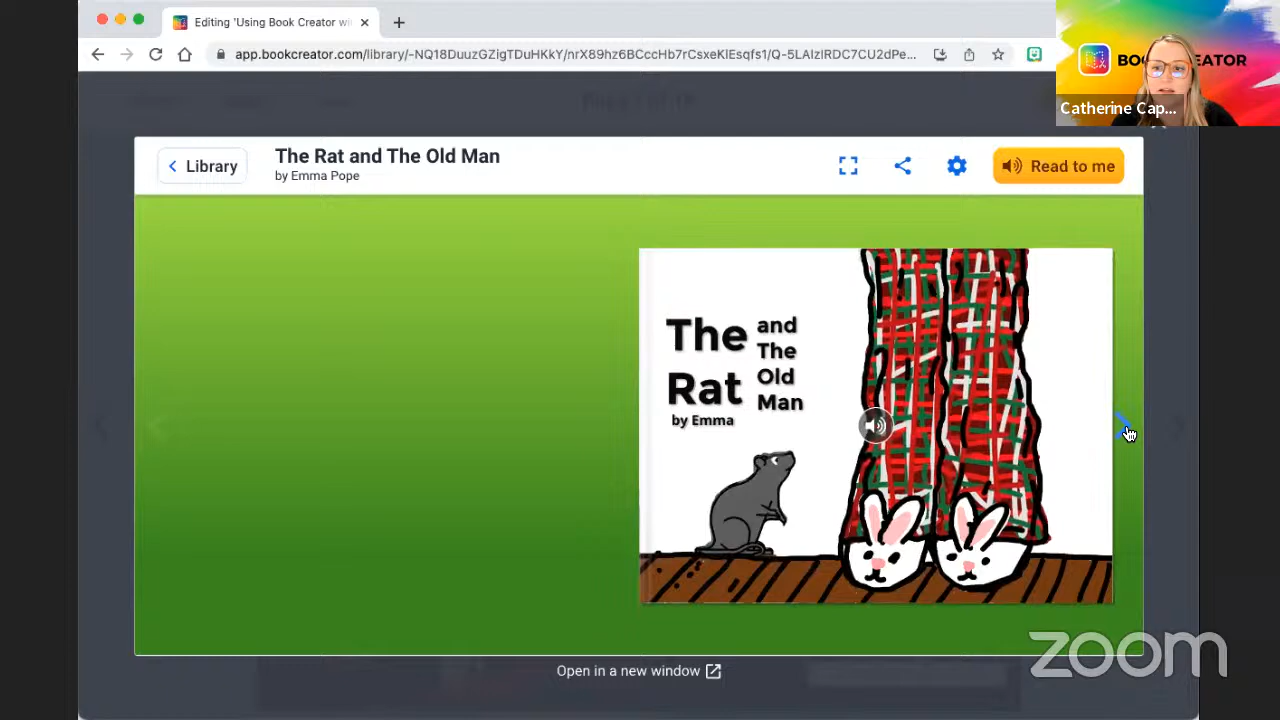 Editing 'Using Book Creator wi
app.bookcreator.com/library/-NQ18DuuzGZigTDuHKkY/nrX89hz6BCccHb7rCsxeKIEsqfs1/Q-5LAIzIRDC7CU2dPe...
BOOK CREATOR
Catherine Cap...
Library
The Rat and The Old Man
by Emma Pope
Read to me
The Rat
and
The
Old
Man
by Emma
Open in a new window
zoom